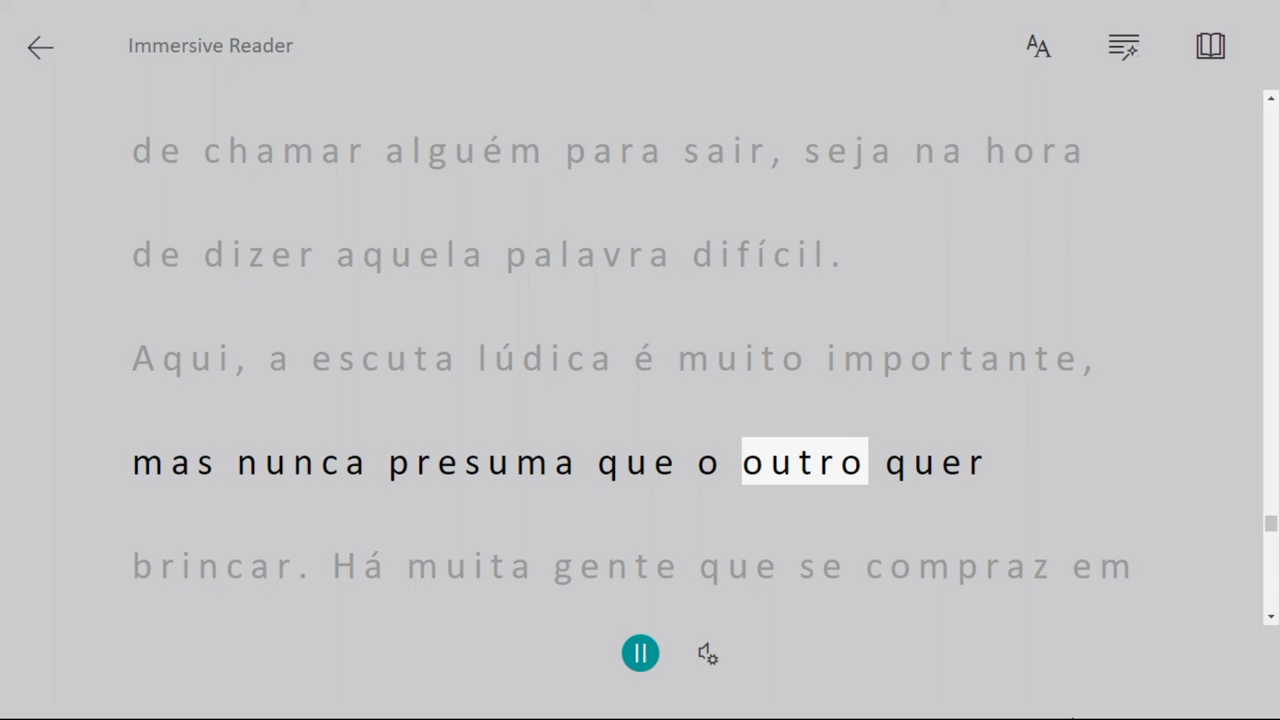 Immersive Reader
de chamar alguém para sair, seja na hora
de dizer aquela palavra difícil.
Aqui, a escuta lúdica é muito importante,
mas nunca presuma que o outro quer
brincar. Há muita gente que se compraz em